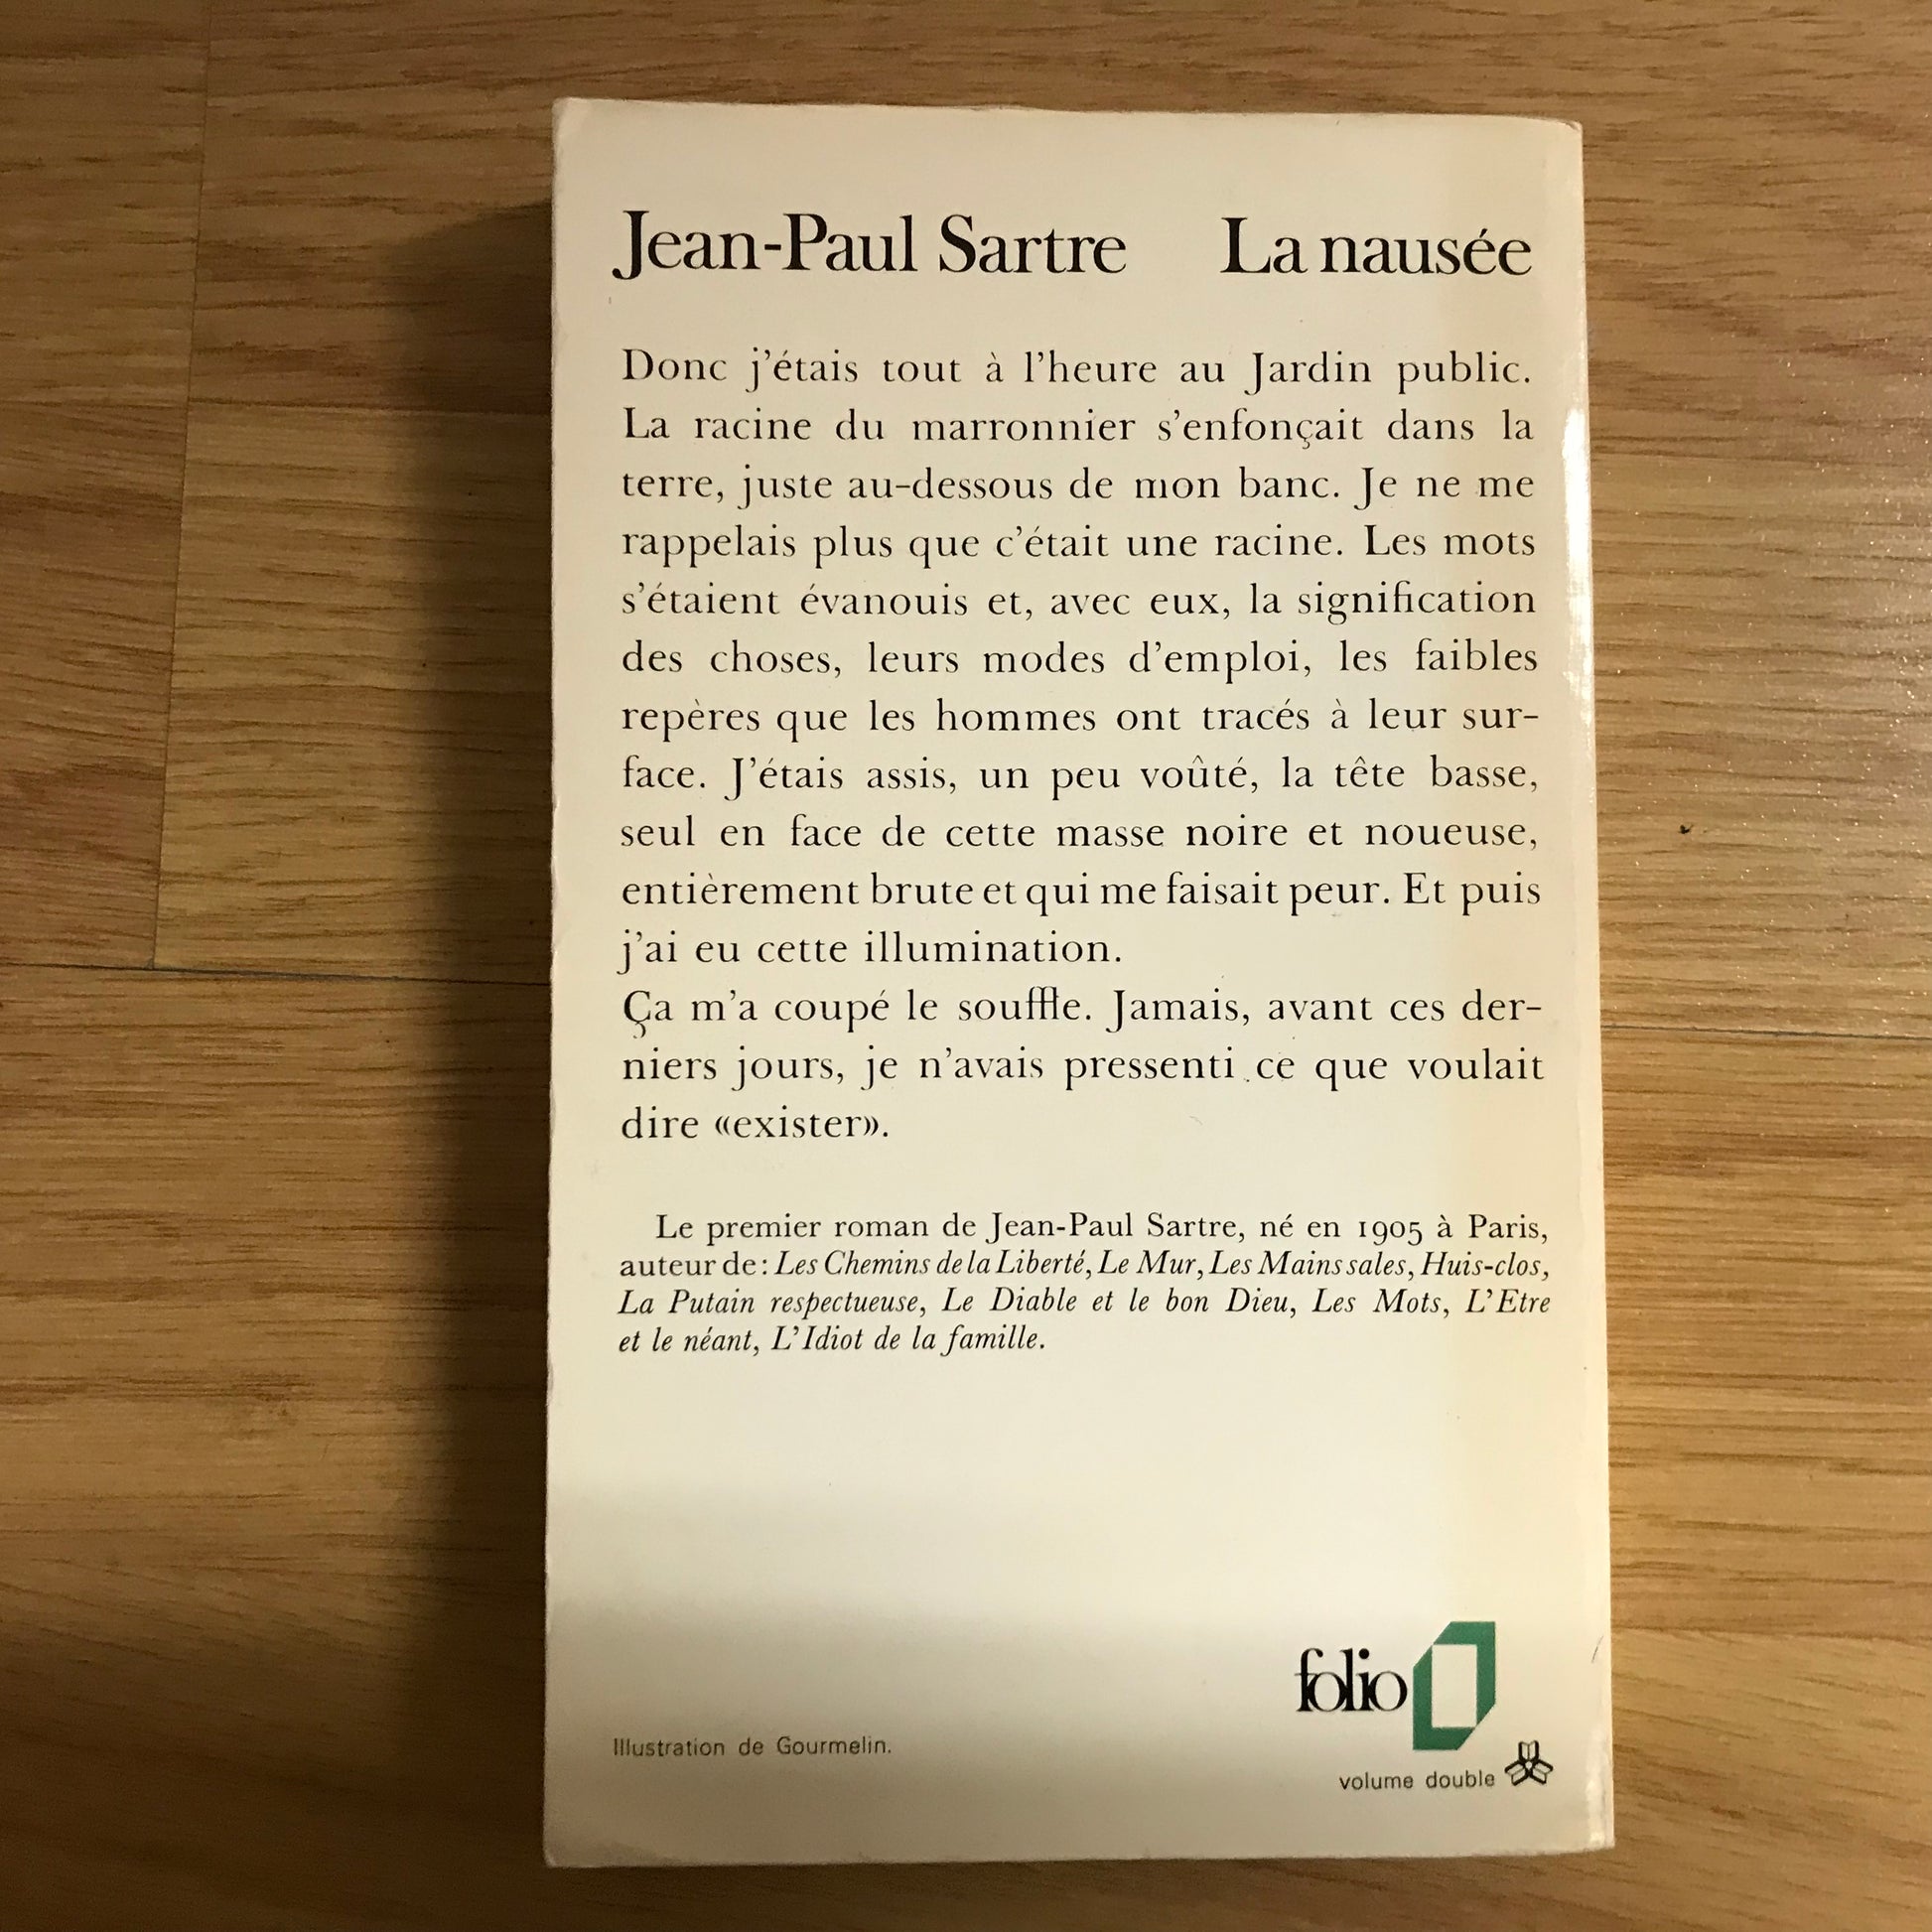 Jean-Paul Sartre La nausée
Donc j'étais tout à l'heure au Jardin public.
La racine du marronnier s'enfonçait dans la
terre, juste au-dessous de mon banc. Je ne me
rappelais plus que c'était une racine. Les mots
s'étaient évanouis et, avec eux, la signification
des choses, leurs modes d'emploi, les faibles
repères que les hommes ont tracés à leur sur-
face. J'étais assis, un peu voûté, la tête basse,
seul en face de cette masse noire et noueuse,
entièrement brute et qui me faisait peur. Et puis
j'ai eu cette illumination.
Ça m'a coupé le souffle. Jamais, avant ces der-
niers jours, je n'avais pressenti ce que voulait
dire «exister».
Le premier roman de Jean-Paul Sartre, né en 1905 à Paris,
auteur de : Les Chemins de la Liberté, Le Mur, Les Mains sales, Huis-clos,
La Putain respectueuse, Le Diable et le bon Dieu, Les Mots, L'Etre
et le néant, L'Idiot de la famille.
folio
Illustration de Gourmelin.
volume double